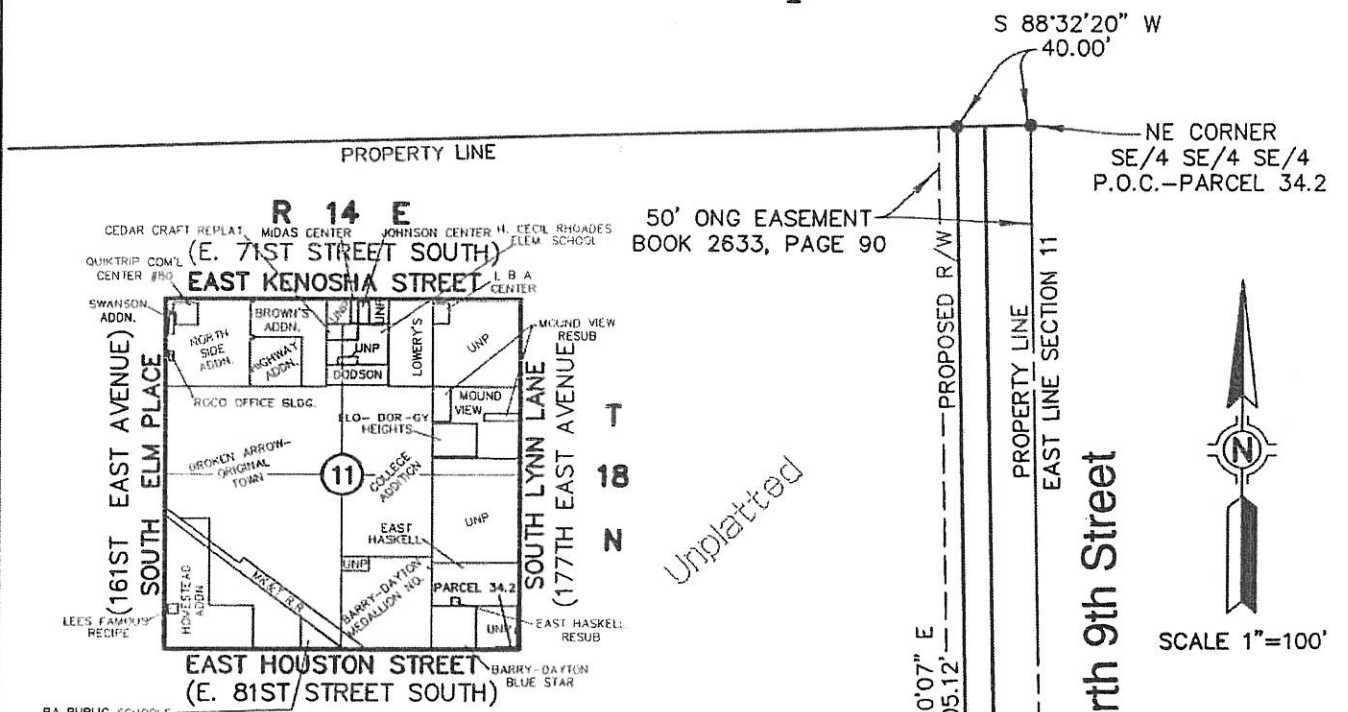 S 88°32'20" W
40.00'
NE CORNER
SE/4 SE/4 SE/4
P.O.C.-PARCEL 34.2
PROPERTY LINE
50' ONG EASEMENT
BOOK 2633, PAGE 90
R 14 E
CEDAR CRAFT REPLAT
MIDAS CENTER
JOHNSON CENTER
H. CECIL RHOADES
ELEM. SCHOOL
(E. 71ST STREET SOUTH)
QUIKTRIP COM'L
CENTER #80
EAST KENOSHA STREET
L B A
CENTER
SWANSON
ADDN.
NORTH
SIDE
ADDN.
BROWN'S
ADDN.
HIGHWAY
ADDN.
UNP
UNP
UNP
DODSON
LOWERY'S
UNP
MOUND VIEW
RESUB
ROCO OFFICE BLDG.
MOUND
VIEW
ELO-DOR-GY
HEIGHTS
(161ST EAST AVENUE)
SOUTH ELM PLACE
SOUTH LYNN LANE
(177TH EAST AVENUE)
T
18
N
BROKEN ARROW-
ORIGINAL
TOWN
11
COLLEGE
ADDITION
EAST
HASKELL
UNP
MK&T RR
UNP
BARRY-DAYTON
MEDALLION NO. 1
PARCEL 34.2
HOMESTEAD
ADDN
LEES FAMOUS
RECIPE
UNP
EAST HASKELL
RESUB
EAST HOUSTON STREET
(E. 81ST STREET SOUTH)
BARRY-DAYTON
BLUE STAR
BA PUBLIC SCHOOLS
Unplatted
PROPOSED R/W
PROPERTY LINE
EAST LINE SECTION 11
0'07" E
05.12'
rth 9th Street
N
SCALE 1"=100'